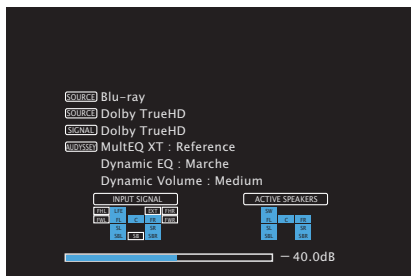 SOURCE Blu-ray
SOURCE Dolby TrueHD
SIGNAL Dolby TrueHD
AUDYSSEY MultEQ XT : Reference
Dynamic EQ : Marche
Dynamic Volume : Medium
INPUT SIGNAL ACTIVE SPEAKERS
FHL LFE EXT FHR SW
FWL FL C FR FWR FL C FR
SL SR SL SR
SBL SB SBR SBL SBR
– 40.0dB